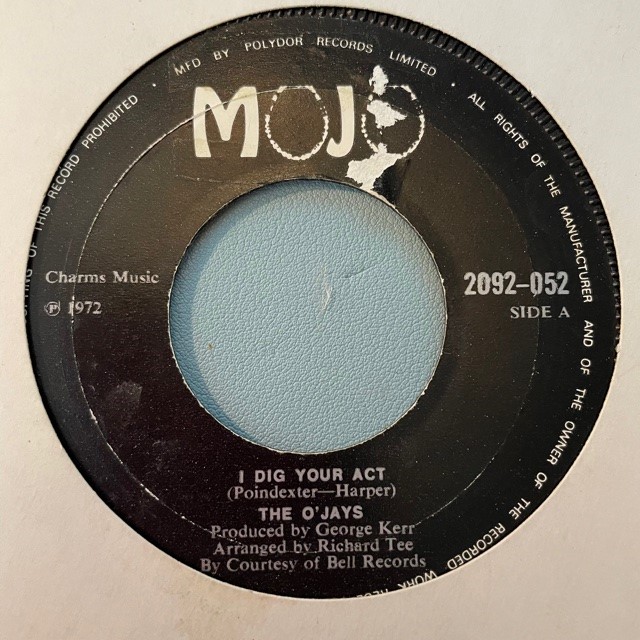 MFD BY POLYDOR RECORDS LIMITED · ALL RIGHTS OF THE MANUFACTURER AND OF THE OWNER OF THE RECORDED WORK
OF THIS RECORD PROHIBITED ·
MOJO
Charms Music
℗ 1972
2092-052
SIDE A
I DIG YOUR ACT
(Poindexter—Harper)
THE O'JAYS
Produced by George Kerr
Arranged by Richard Tee
By Courtesy of Bell Records